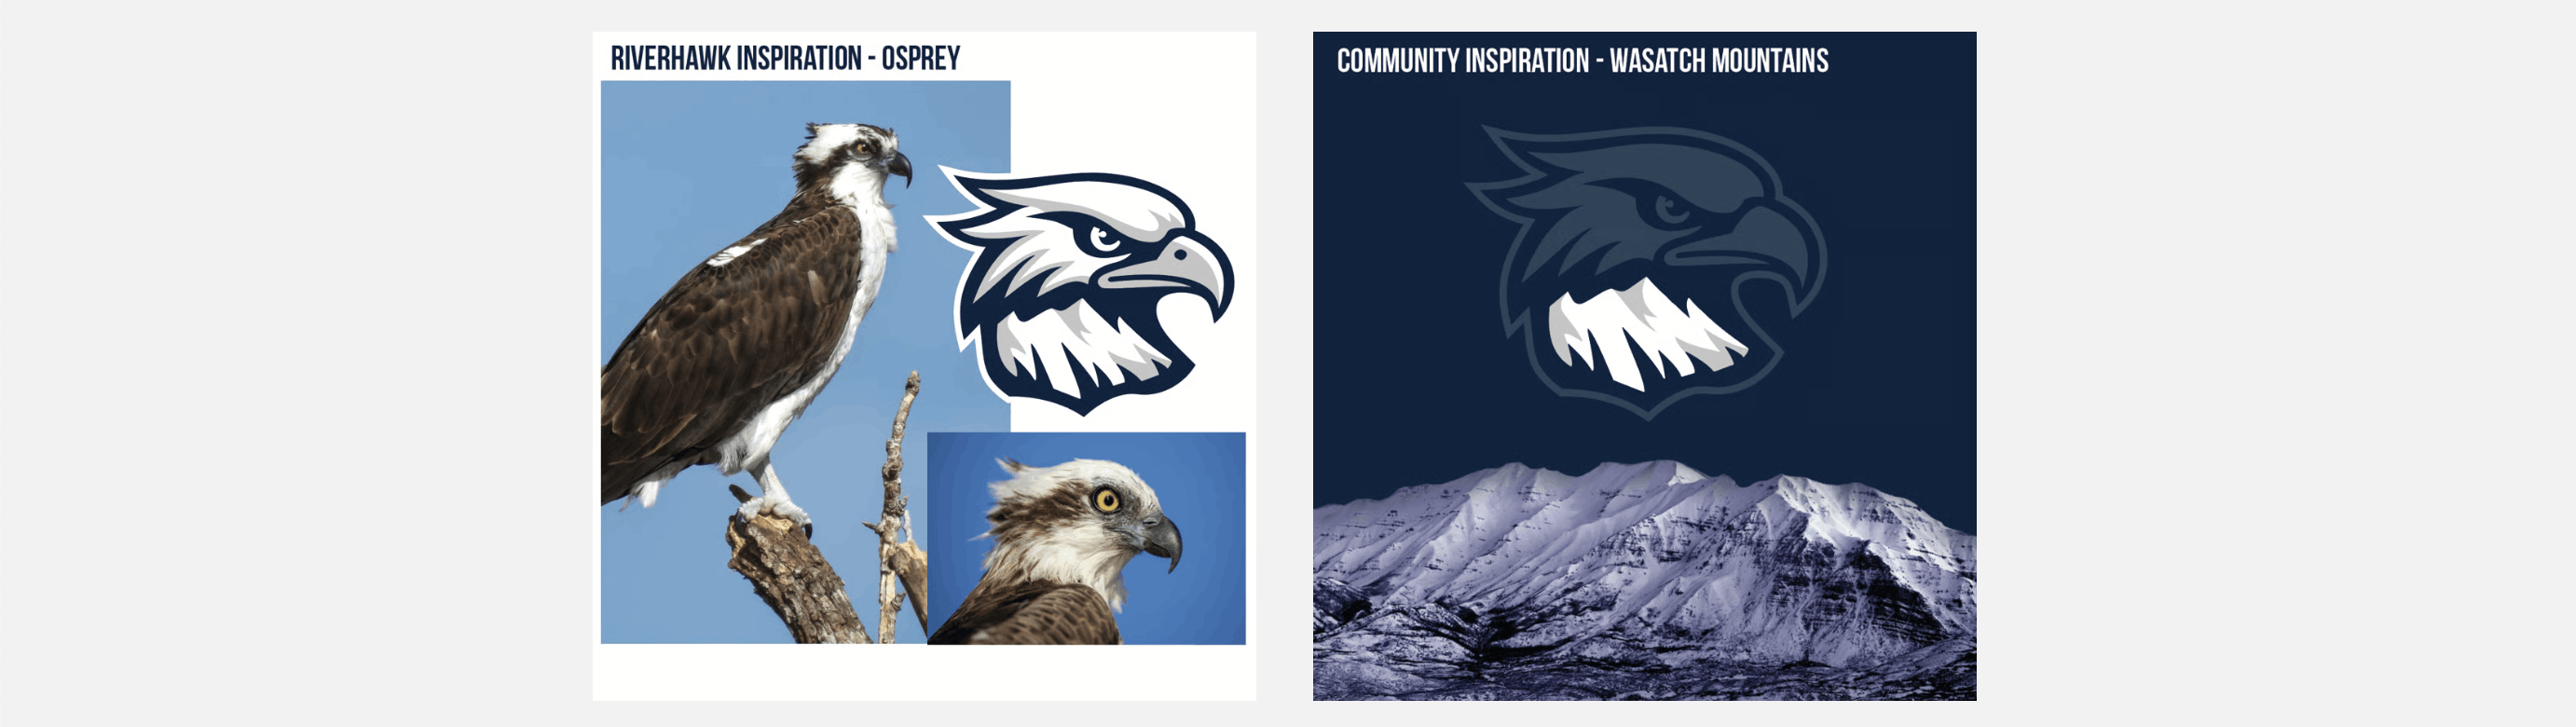 RIVERHAWK INSPIRATION - OSPREY
COMMUNITY INSPIRATION - WASATCH MOUNTAINS